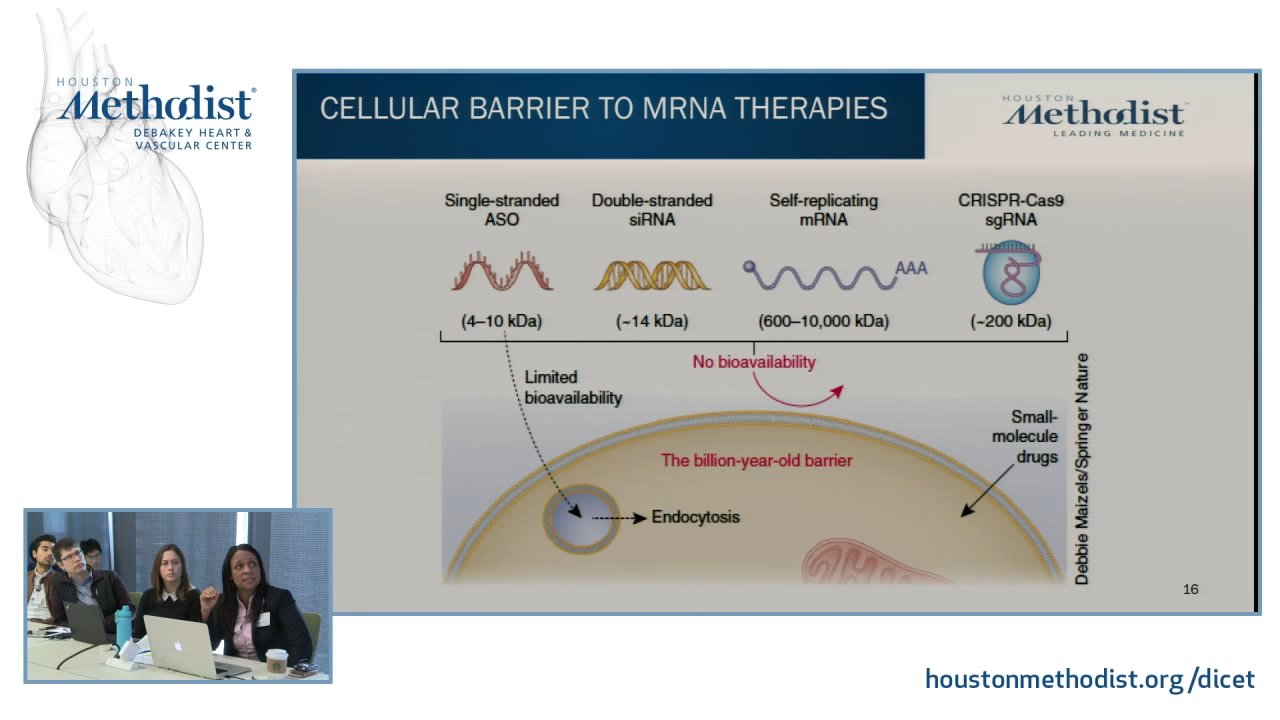 HOUSTON
Methodist®
DEBAKEY HEART &
VASCULAR CENTER
CELLULAR BARRIER TO MRNA THERAPIES
HOUSTON
Methodist
LEADING MEDICINE
Single-stranded
ASO
Double-stranded
siRNA
Self-replicating
mRNA
CRISPR-Cas9
sgRNA
AAA
(4–10 kDa)
(~14 kDa)
(600–10,000 kDa)
(~200 kDa)
No bioavailability
Limited
bioavailability
Small-
molecule
drugs
The billion-year-old barrier
Endocytosis
Debbie Maizels/Springer Nature
16
houstonmethodist.org/dicet